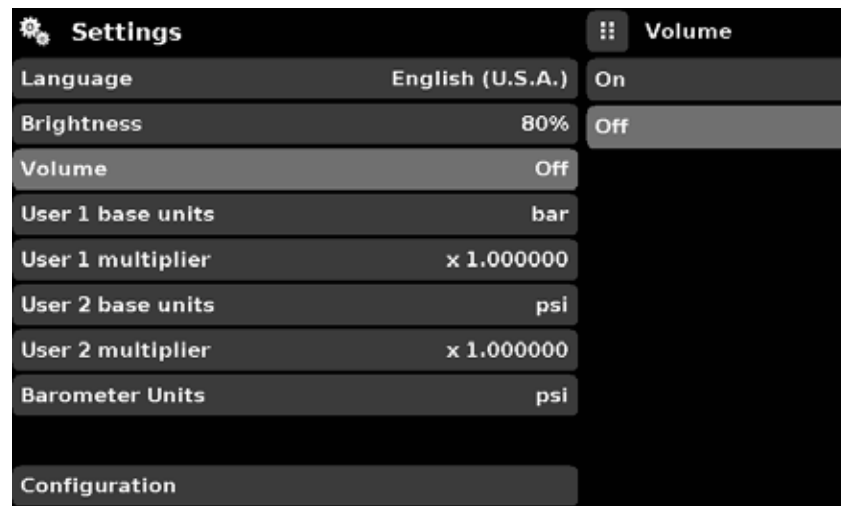 Settings
Language English (U.S.A.)
Brightness 80%
Volume Off
User 1 base units bar
User 1 multiplier x 1.000000
User 2 base units psi
User 2 multiplier x 1.000000
Barometer Units psi
Configuration
Volume
On
Off